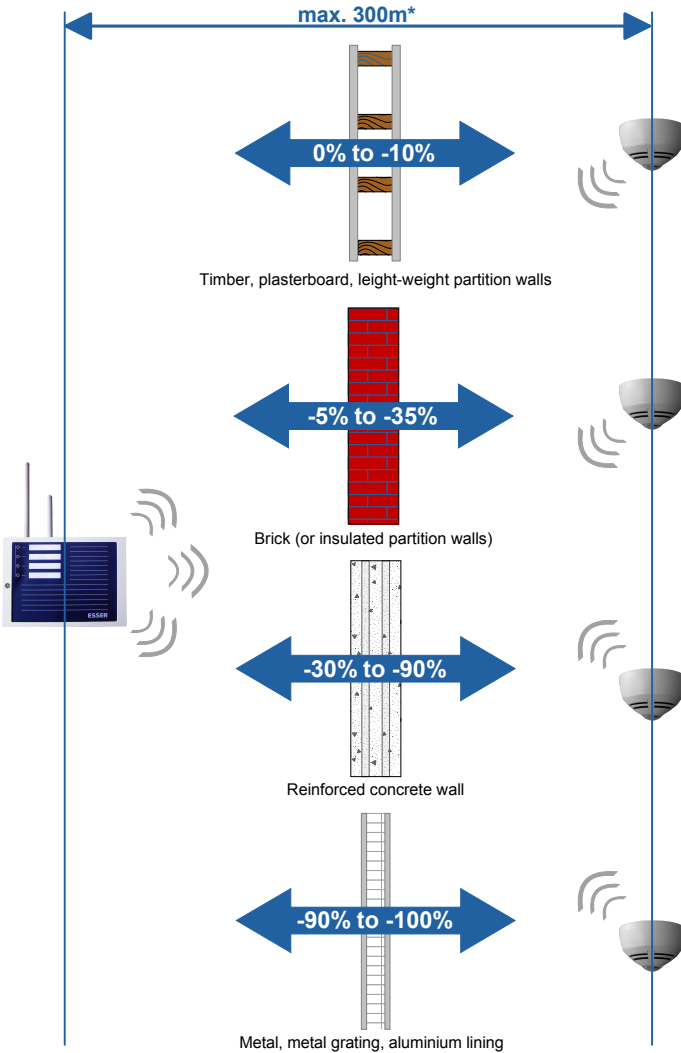 max. 300m*
0% to -10%
Timber, plasterboard, leight-weight partition walls
-5% to -35%
Brick (or insulated partition walls)
ESSER
-30% to -90%
Reinforced concrete wall
-90% to -100%
Metal, metal grating, aluminium lining